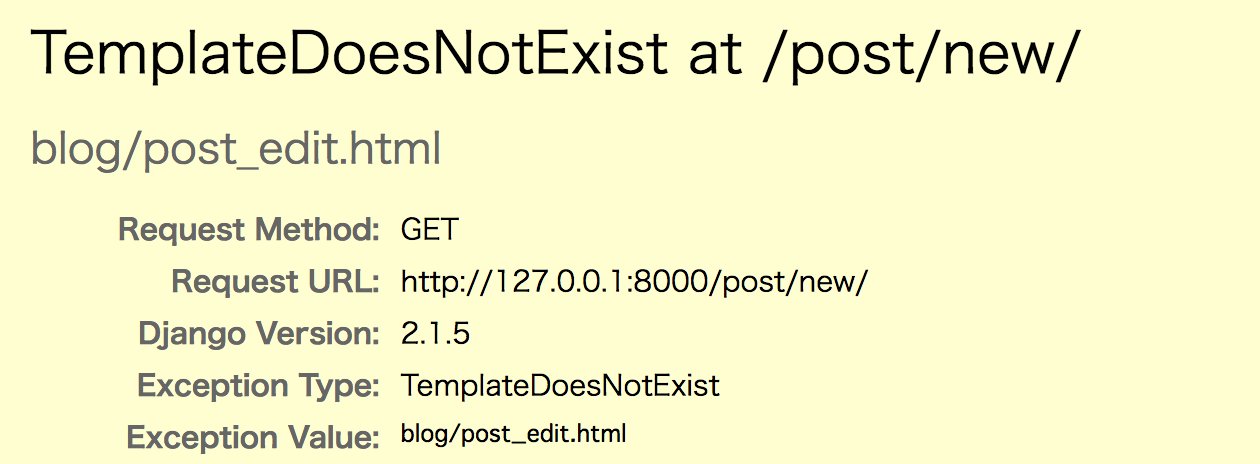 TemplateDoesNotExist at /post/new/
blog/post_edit.html
Request Method: GET
Request URL: http://127.0.0.1:8000/post/new/
Django Version: 2.1.5
Exception Type: TemplateDoesNotExist
Exception Value: blog/post_edit.html